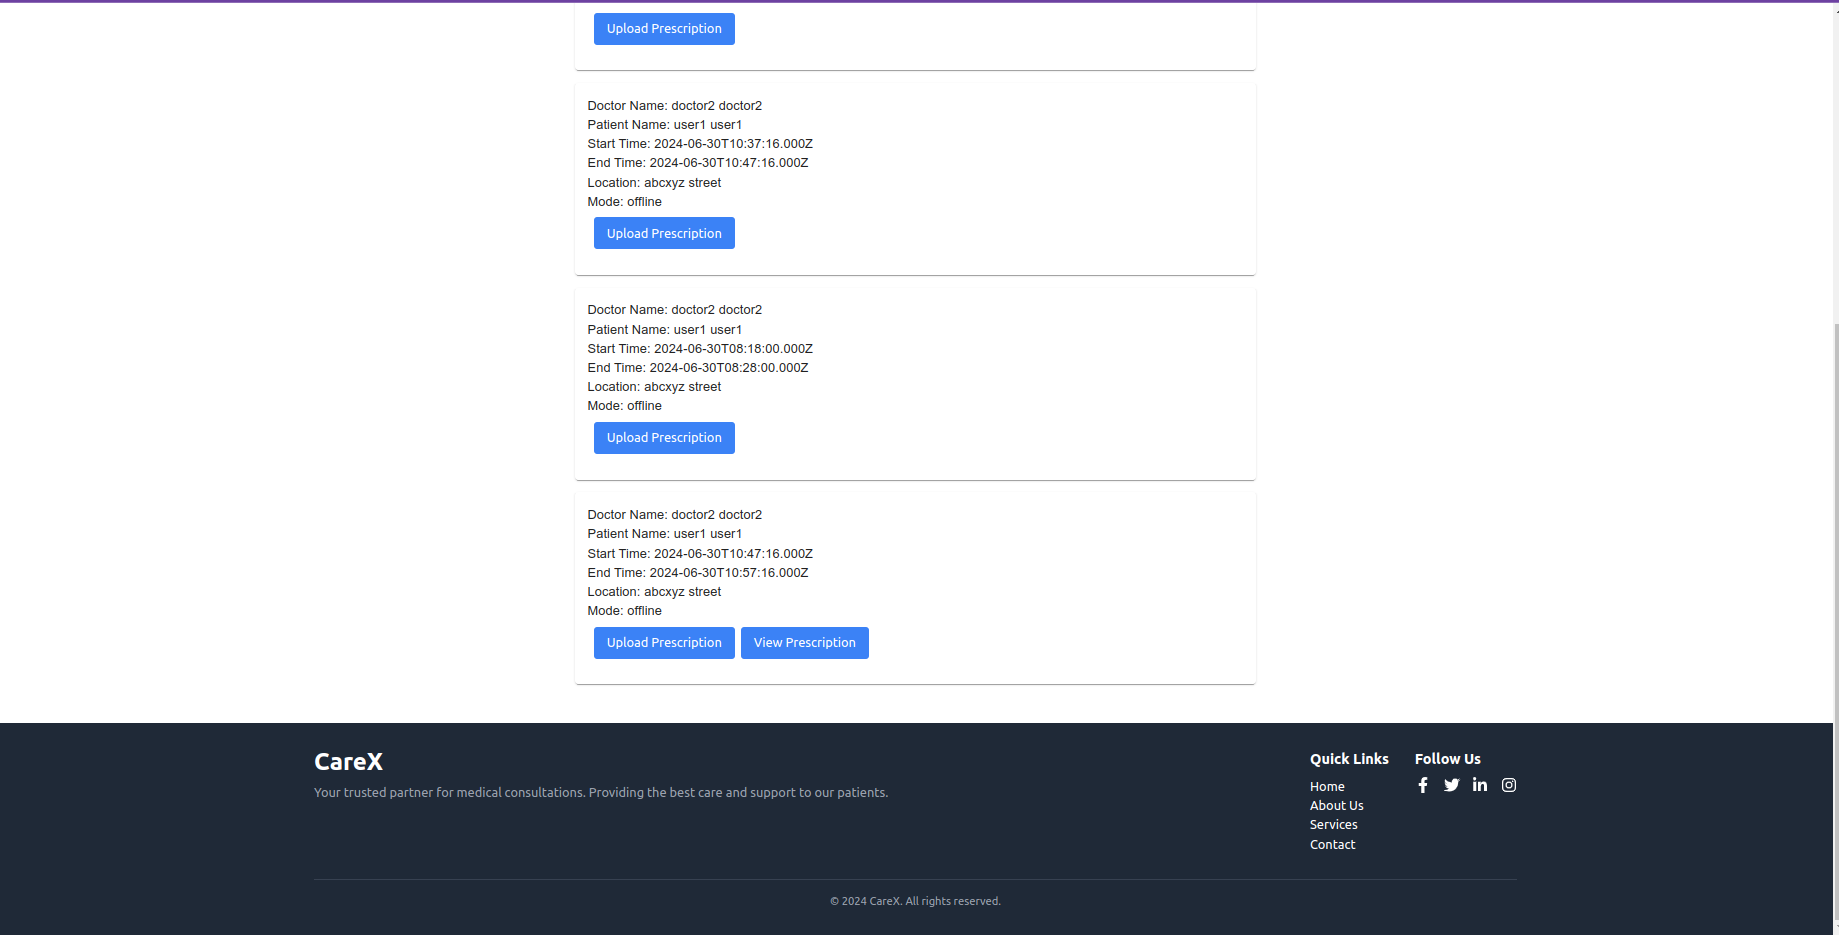 Upload Prescription
Doctor Name: doctor2 doctor2
Patient Name: user1 user1
Start Time: 2024-06-30T10:37:16.000Z
End Time: 2024-06-30T10:47:16.000Z
Location: abcxyz street
Mode: offline
Upload Prescription
Doctor Name: doctor2 doctor2
Patient Name: user1 user1
Start Time: 2024-06-30T08:18:00.000Z
End Time: 2024-06-30T08:28:00.000Z
Location: abcxyz street
Mode: offline
Upload Prescription
Doctor Name: doctor2 doctor2
Patient Name: user1 user1
Start Time: 2024-06-30T10:47:16.000Z
End Time: 2024-06-30T10:57:16.000Z
Location: abcxyz street
Mode: offline
Upload Prescription View Prescription
CareX
Your trusted partner for medical consultations. Providing the best care and support to our patients.
Quick Links
Home
About Us
Services
Contact
Follow Us
© 2024 CareX. All rights reserved.